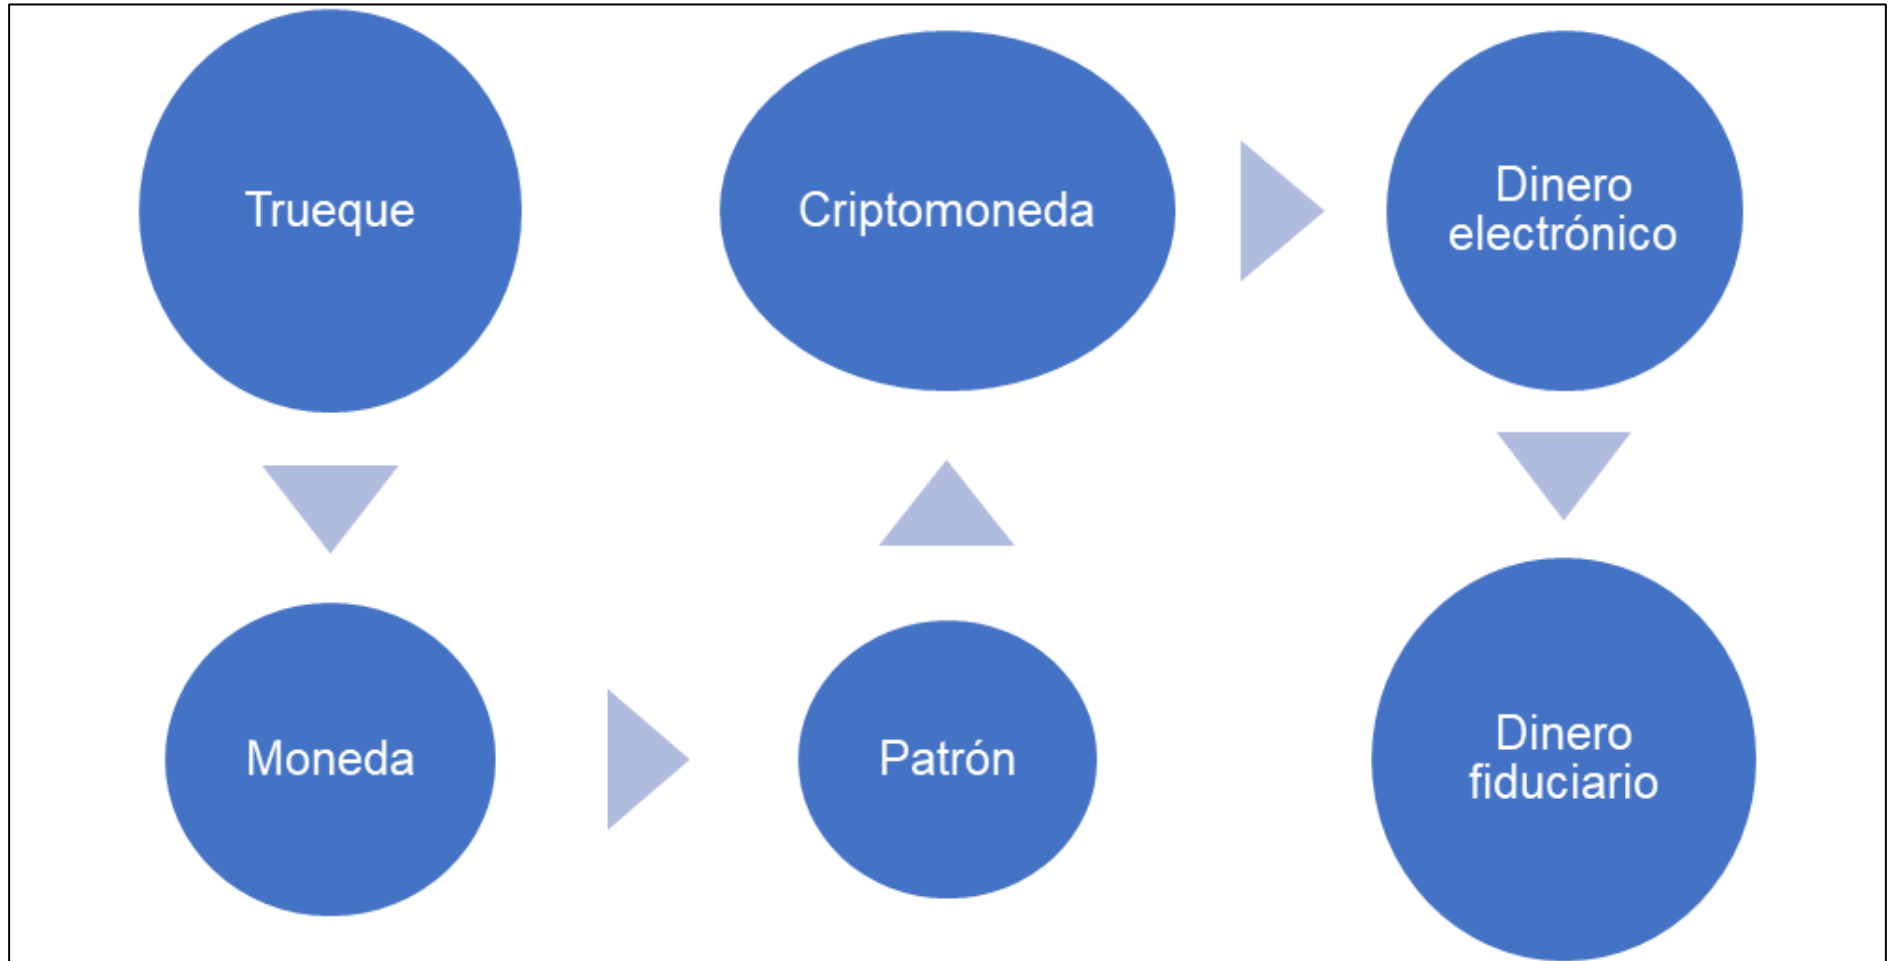 Trueque
Moneda
Patrón
Criptomoneda
Dinero
electrónico
Dinero
fiduciario